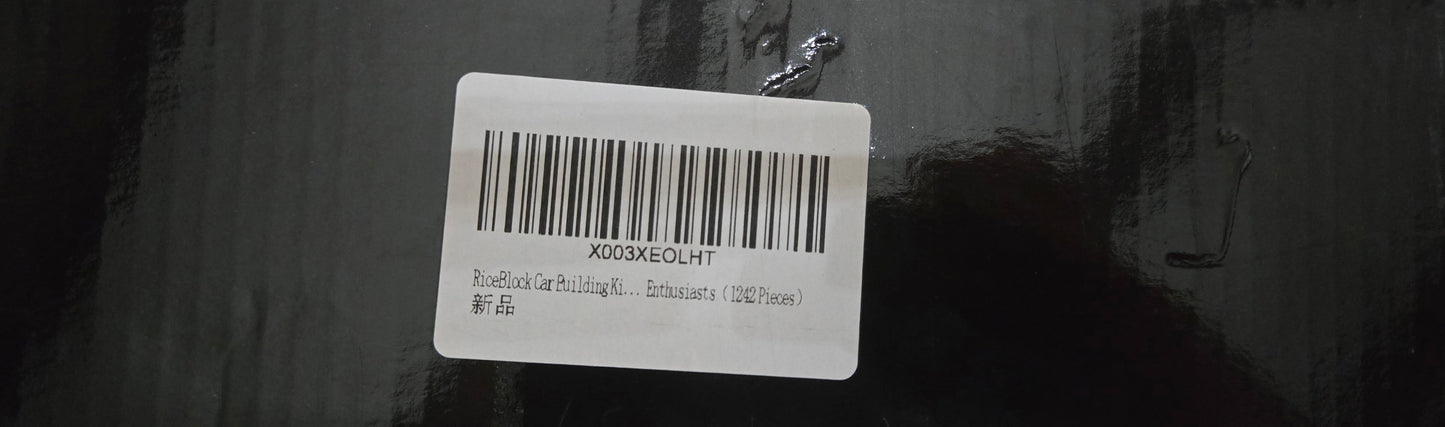 X003XEOLHT
RiceBlock Car Building Ki... Enthusiasts (1242 Pieces)
新品